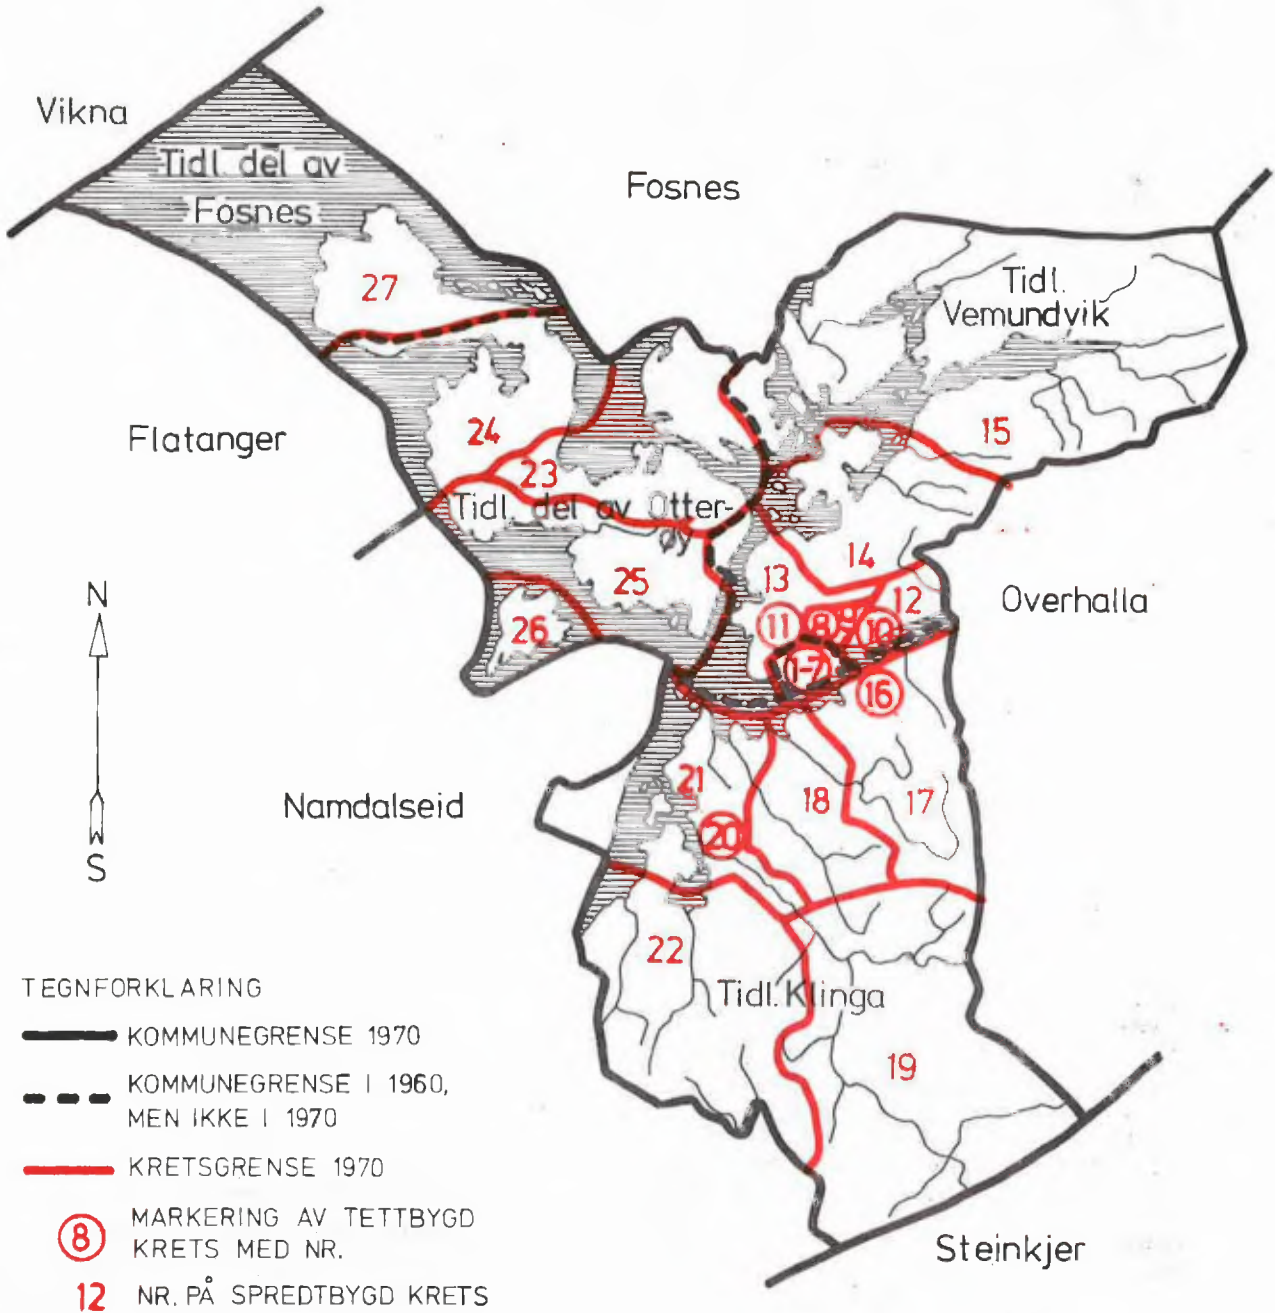 Vikna
Tidl. del av
Fosnes
Fosnes
Tidl.
Vemundvik
27
Flatanger
24
15
23
Tidl. del av Otter-
øy
14
13
25
12
Overhalla
26
11
8
9
10
1-7
16
N
S
21
18
17
Namdalseid
20
22
Tidl. Klinga
19
Steinkjer
TEGNFORKLARING
KOMMUNEGRENSE 1970
KOMMUNEGRENSE I 1960,
MEN IKKE I 1970
KRETSGRENSE 1970
8
MARKERING AV TETTBYGD
KRETS MED NR.
12
NR. PÅ SPREDTBYGD KRETS